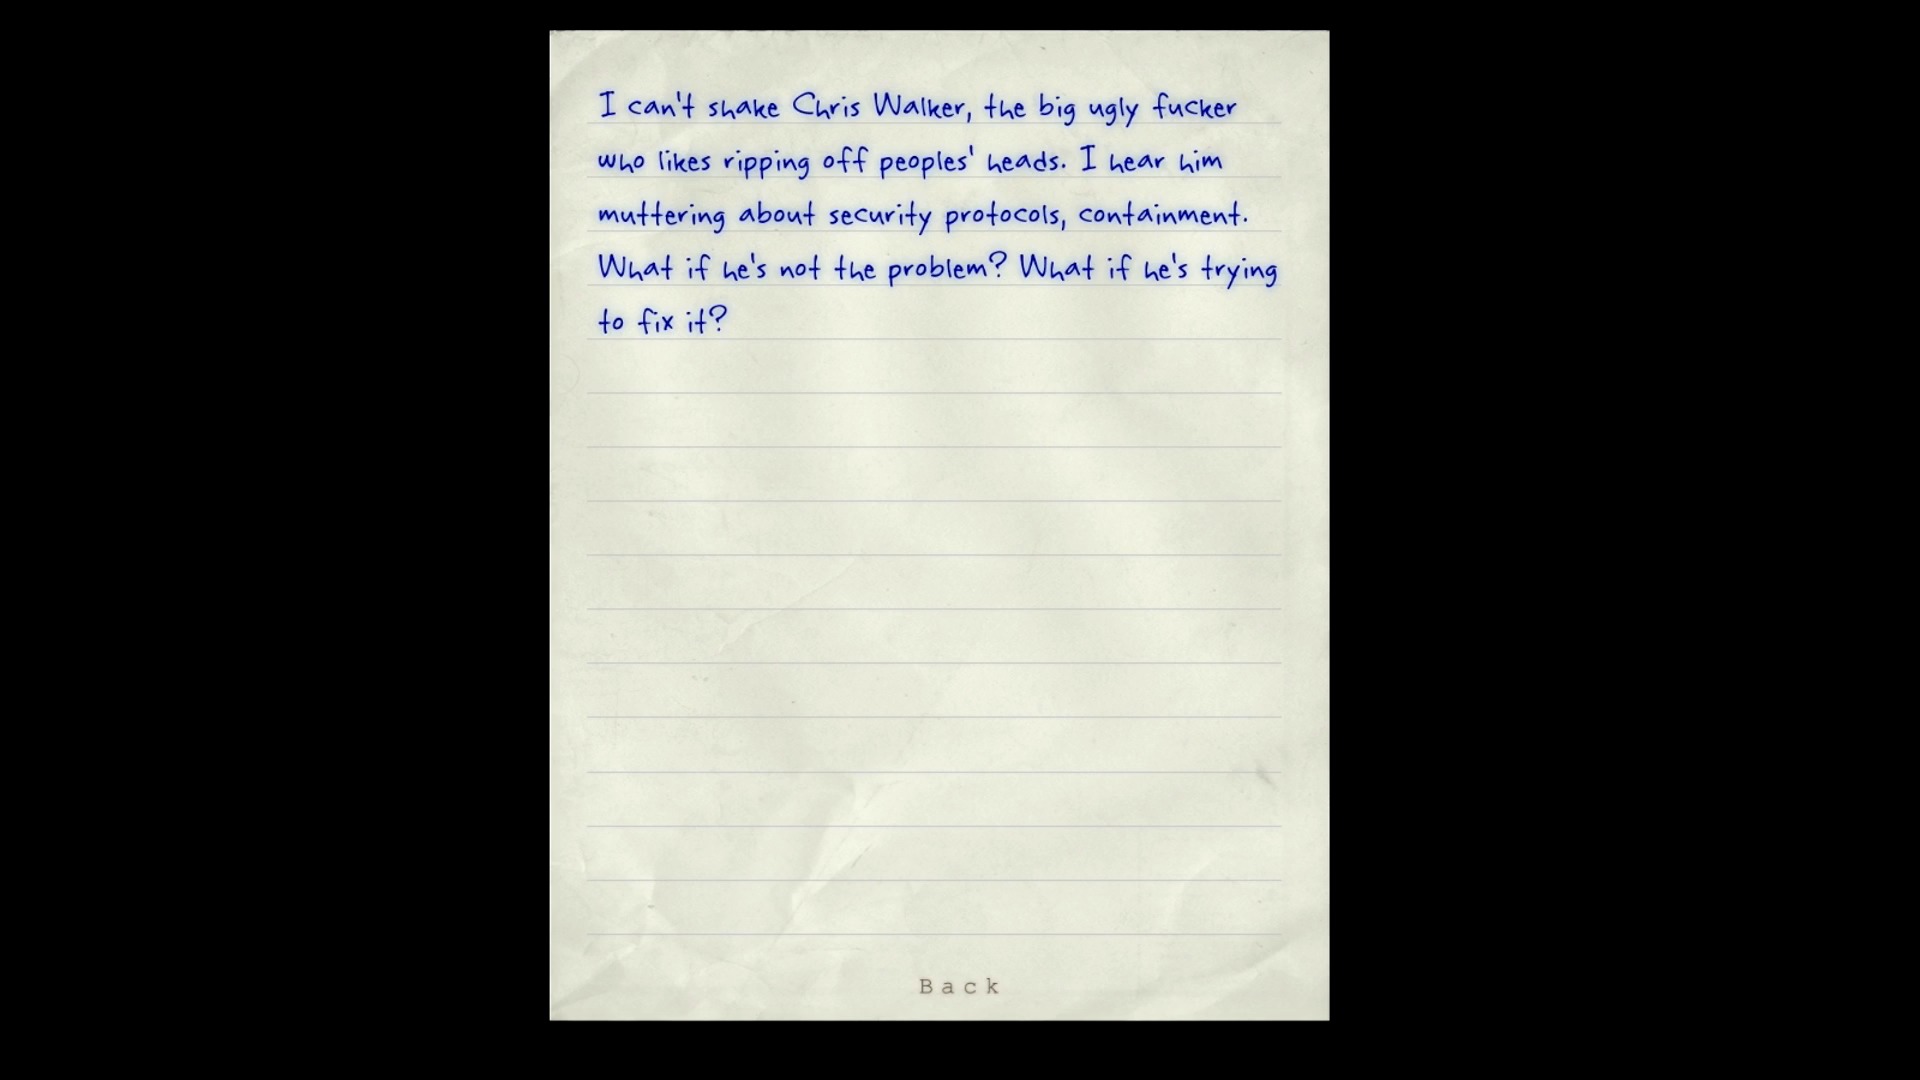 I can't shake Chris Walker, the big ugly fucker
who likes ripping off peoples' heads. I hear him
muttering about security protocols, containment.
What if he's not the problem? What if he's trying
to fix it?
Back